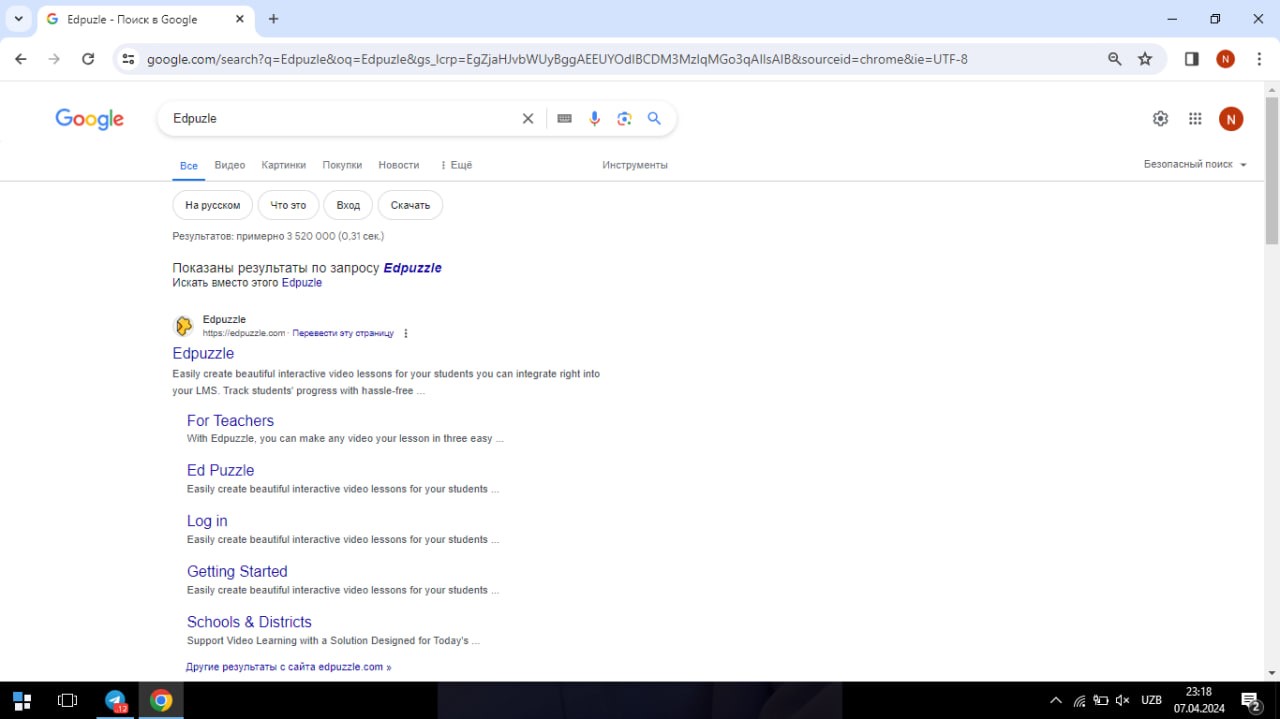 Edpuzle - Поиск в Google
google.com/search?q=Edpuzle&oq=Edpuzle&gs_lcrp=EgZjaHJvbWUyBggAEEUYOdIBCDM3MzlqMGo3qAIIsAIB&sourceid=chrome&ie=UTF-8
N
Google
Edpuzle
N
Все Видео Картинки Покупки Новости Ещё Инструменты Безопасный поиск
На русском Что это Вход Скачать
Результатов: примерно 3 520 000 (0,31 сек.)
Показаны результаты по запросу Edpuzzle
Искать вместо этого Edpuzle
Edpuzzle
https://edpuzzle.com · Перевести эту страницу
Edpuzzle
Easily create beautiful interactive video lessons for your students you can integrate right into
your LMS. Track students' progress with hassle-free ...
For Teachers
With Edpuzzle, you can make any video your lesson in three easy ...
Ed Puzzle
Easily create beautiful interactive video lessons for your students ...
Log in
Easily create beautiful interactive video lessons for your students ...
Getting Started
Easily create beautiful interactive video lessons for your students ...
Schools & Districts
Support Video Learning with a Solution Designed for Today's ...
Другие результаты с сайта edpuzzle.com »
12
UZB
23:18
07.04.2024
2